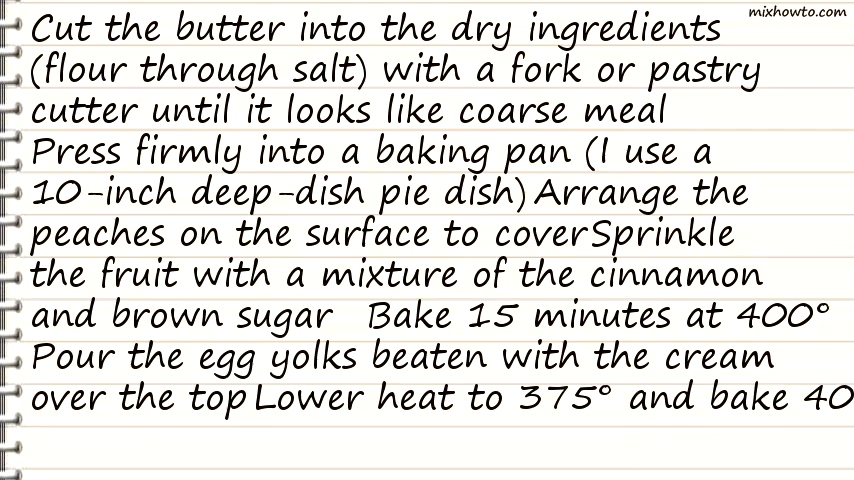 mixhowto.com
Cut the butter into the dry ingredients
(flour through salt) with a fork or pastry
cutter until it looks like coarse meal
Press firmly into a baking pan (I use a
10-inch deep-dish pie dish) Arrange the
peaches on the surface to coverSprinkle
the fruit with a mixture of the cinnamon
and brown sugar Bake 15 minutes at 400°
Pour the egg yolks beaten with the cream
over the top Lower heat to 375° and bake 40